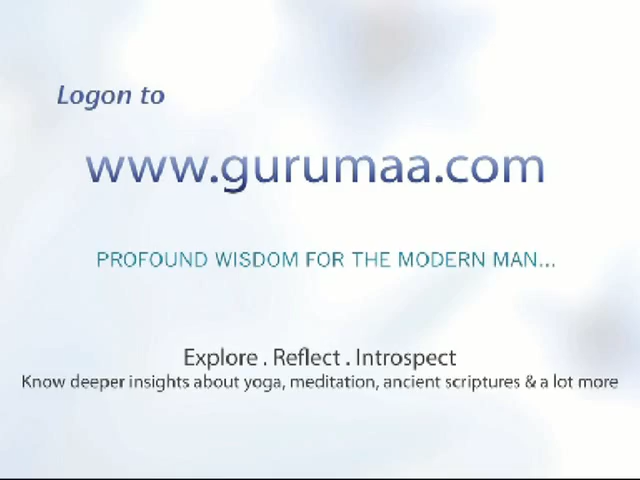 Logon to
www.gurumaa.com
PROFOUND WISDOM FOR THE MODERN MAN...
Explore . Reflect . Introspect
Know deeper insights about yoga, meditation, ancient scriptures & a lot more